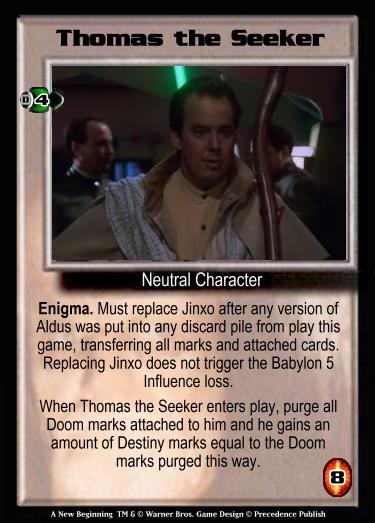 Thomas the Seeker
D4
Neutral Character
Enigma. Must replace Jinxo after any version of
Aldus was put into any discard pile from play this
game, transferring all marks and attached cards.
Replacing Jinxo does not trigger the Babylon 5
Influence loss.
When Thomas the Seeker enters play, purge all
Doom marks attached to him and he gains an
amount of Destiny marks equal to the Doom
marks purged this way.
8
A New Beginning TM & © Warner Bros. Game Design © Precedence Publish